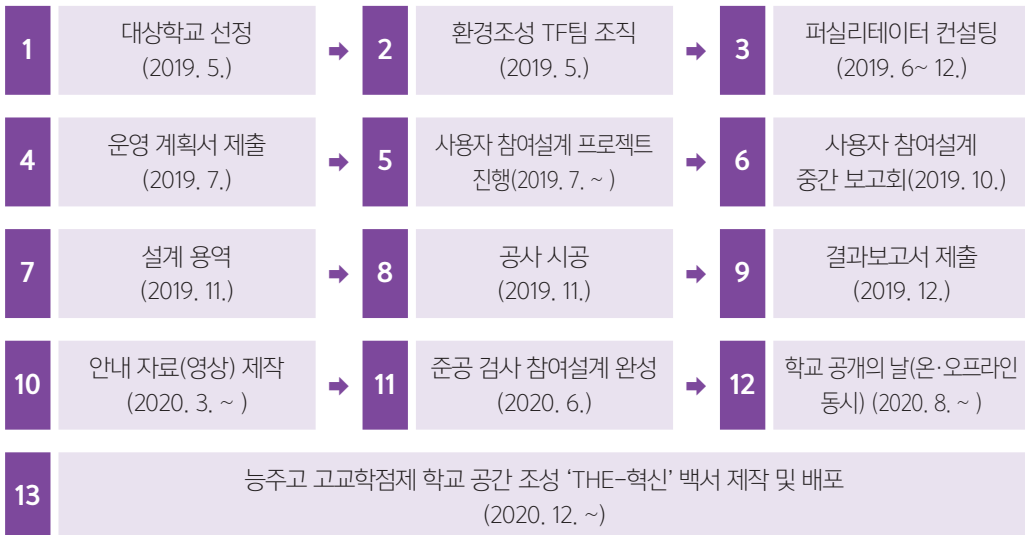 1
대상학교 선정
(2019. 5.)
2
환경조성 TF팀 조직
(2019. 5.)
3
퍼실리테이터 컨설팅
(2019. 6~ 12.)
4
운영 계획서 제출
(2019. 7.)
5
사용자 참여설계 프로젝트
진행(2019. 7. ~ )
6
사용자 참여설계
중간 보고회(2019. 10.)
7
설계 용역
(2019. 11.)
8
공사 시공
(2019. 11.)
9
결과보고서 제출
(2019. 12.)
10
안내 자료(영상) 제작
(2020. 3. ~ )
11
준공 검사 참여설계 완성
(2020. 6.)
12
학교 공개의 날(온·오프라인
동시) (2020. 8. ~ )
13
능주고 고교학점제 학교 공간 조성 ‘THE-혁신’ 백서 제작 및 배포
(2020. 12. ~)